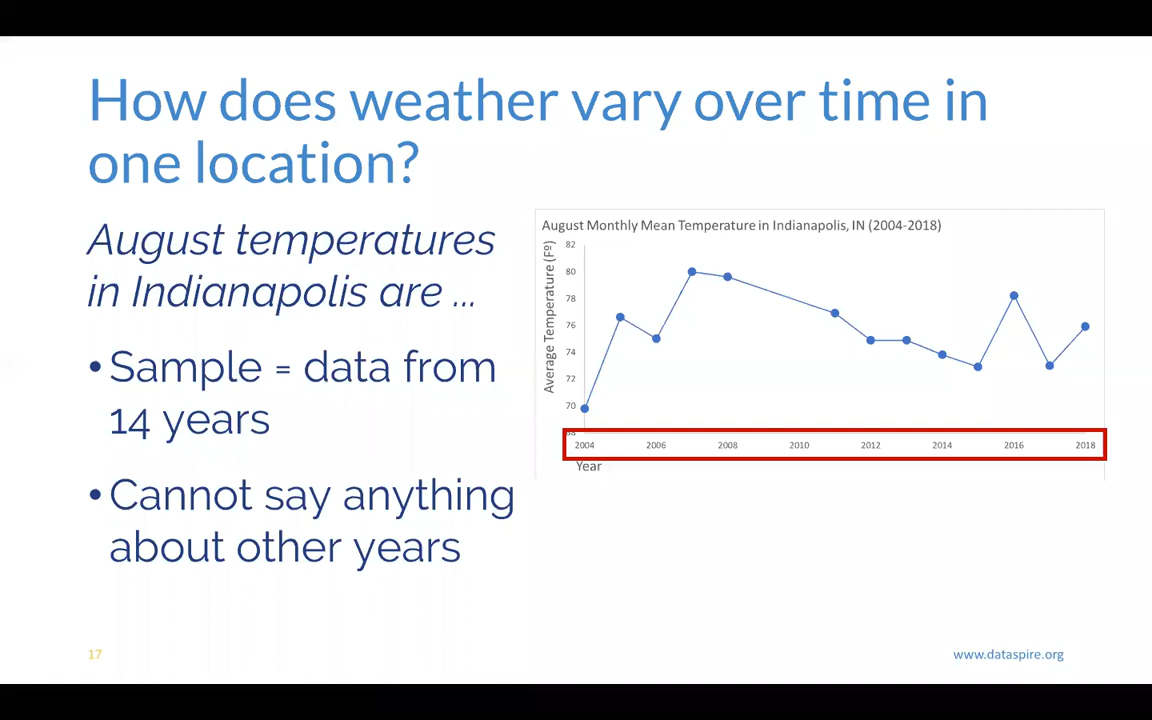 How does weather vary over time in
one location?
August temperatures
in Indianapolis are ...
•Sample = data from
14 years
•Cannot say anything
about other years
August Monthly Mean Temperature in Indianapolis, IN (2004-2018)
Average Temperature (Fº)
82
80
78
76
74
72
70
2004 2006 2008 2010 2012 2014 2016 2018
Year
17
www.dataspire.org